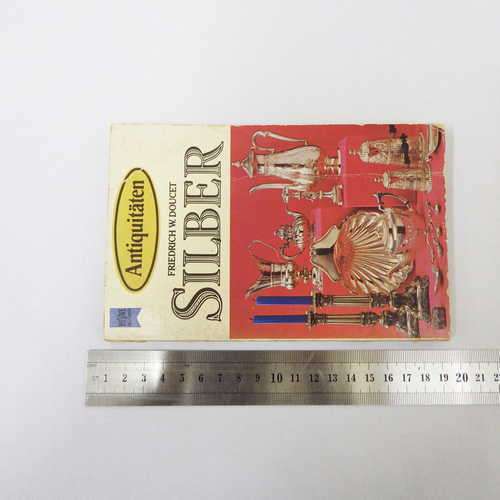 Antiquitäten
FRIEDRICH W. DOUCET
SILBER
1 2 3 4 5 6 7 8 9 10 11 12 13 14 15 16 17 18 19 20 21